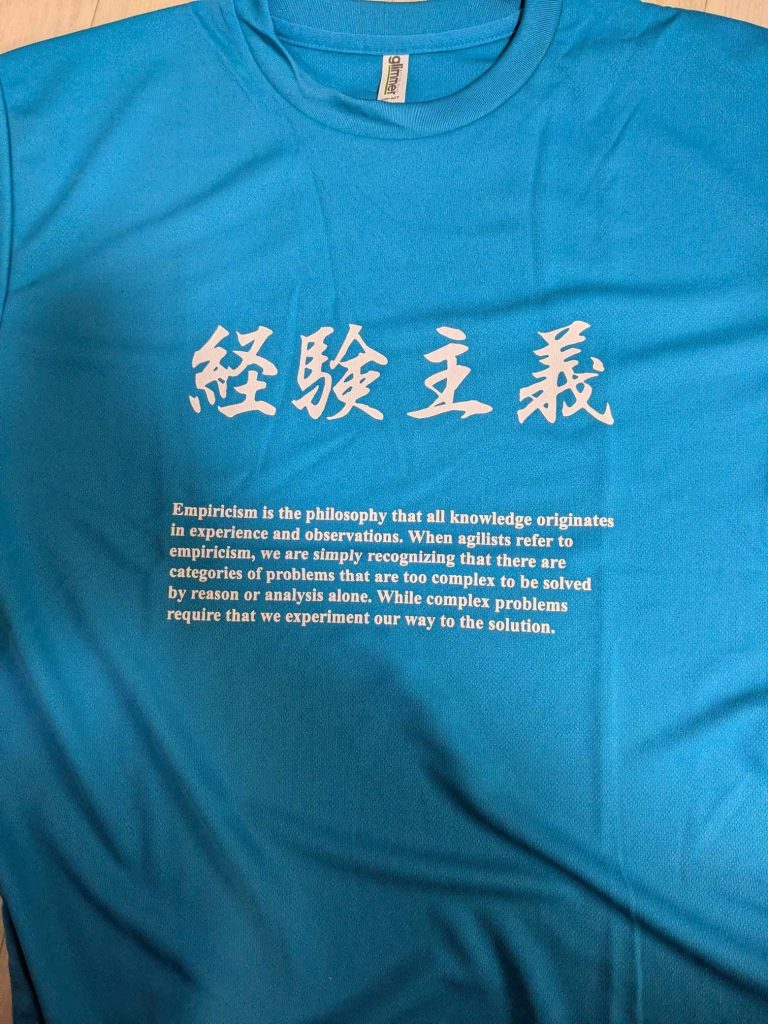 glimmer
経験主義
Empiricism is the philosophy that all knowledge originates
in experience and observations. When agilists refer to
empiricism, we are simply recognizing that there are
categories of problems that are too complex to be solved
by reason or analysis alone. While complex problems
require that we experiment our way to the solution.